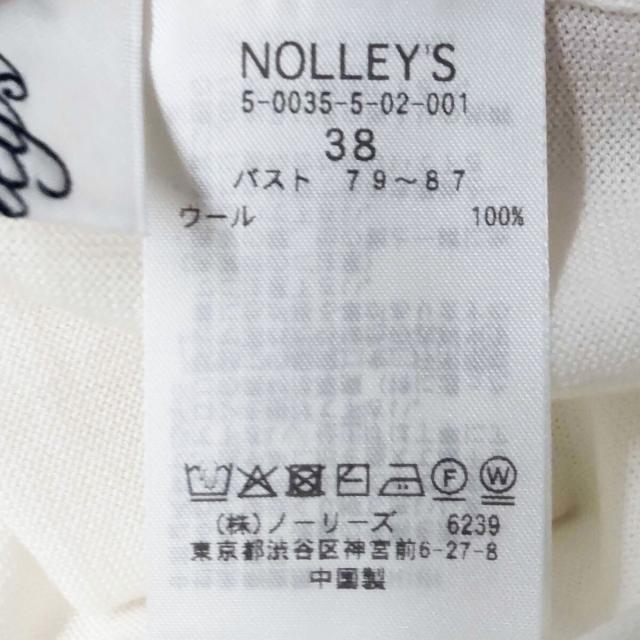 NOLLEY'S
5-0035-5-02-001
38
バスト 79～87
ウール 100%
F W
(株)ノーリーズ 6239
東京都渋谷区神宮前6-27-8
中国製